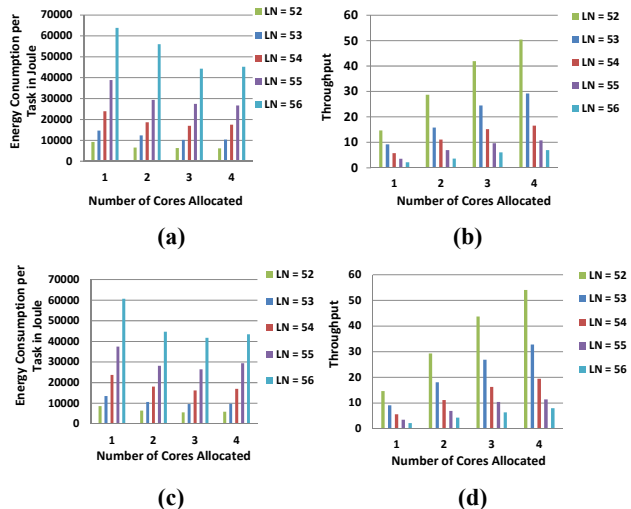 70000
60000
50000
40000
30000
20000
10000
0
Energy Conumption per
Task in Joule
1 2 3 4
Number of Cores Allocated
LN = 52
LN = 53
LN = 54
LN = 55
LN = 56
(a)
60
50
40
30
20
10
0
Throughput
1 2 3 4
Number of Cores Allocated
LN = 52
LN = 53
LN = 54
LN = 55
LN = 56
(b)
70000
60000
50000
40000
30000
20000
10000
0
Energy Consumption per
Task in Joule
1 2 3 4
Number of Cores Allocated
LN = 52
LN = 53
LN = 54
LN = 55
LN = 56
(c)
60
50
40
30
20
10
0
Throughput
1 2 3 4
Number of Cores Allocated
LN = 52
LN = 53
LN = 54
LN = 55
LN = 56
(d)